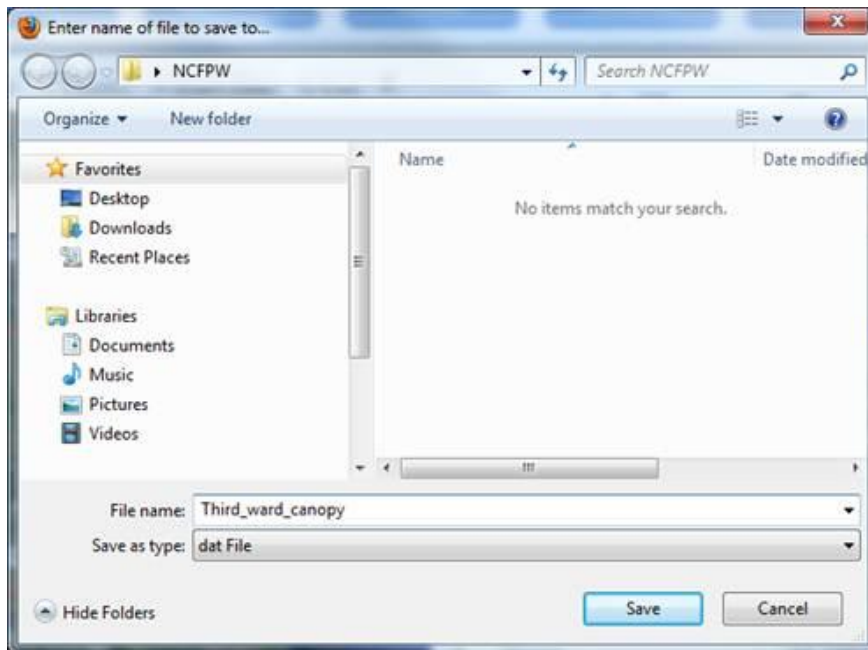 Enter name of file to save to...
NCFPW
Search NCFPW
Organize New folder
Name Date modified
No items match your search.
Favorites
Desktop
Downloads
Recent Places
Libraries
Documents
Music
Pictures
Videos
File name: Third_ward_canopy
Save as type: dat File
Hide Folders Save Cancel